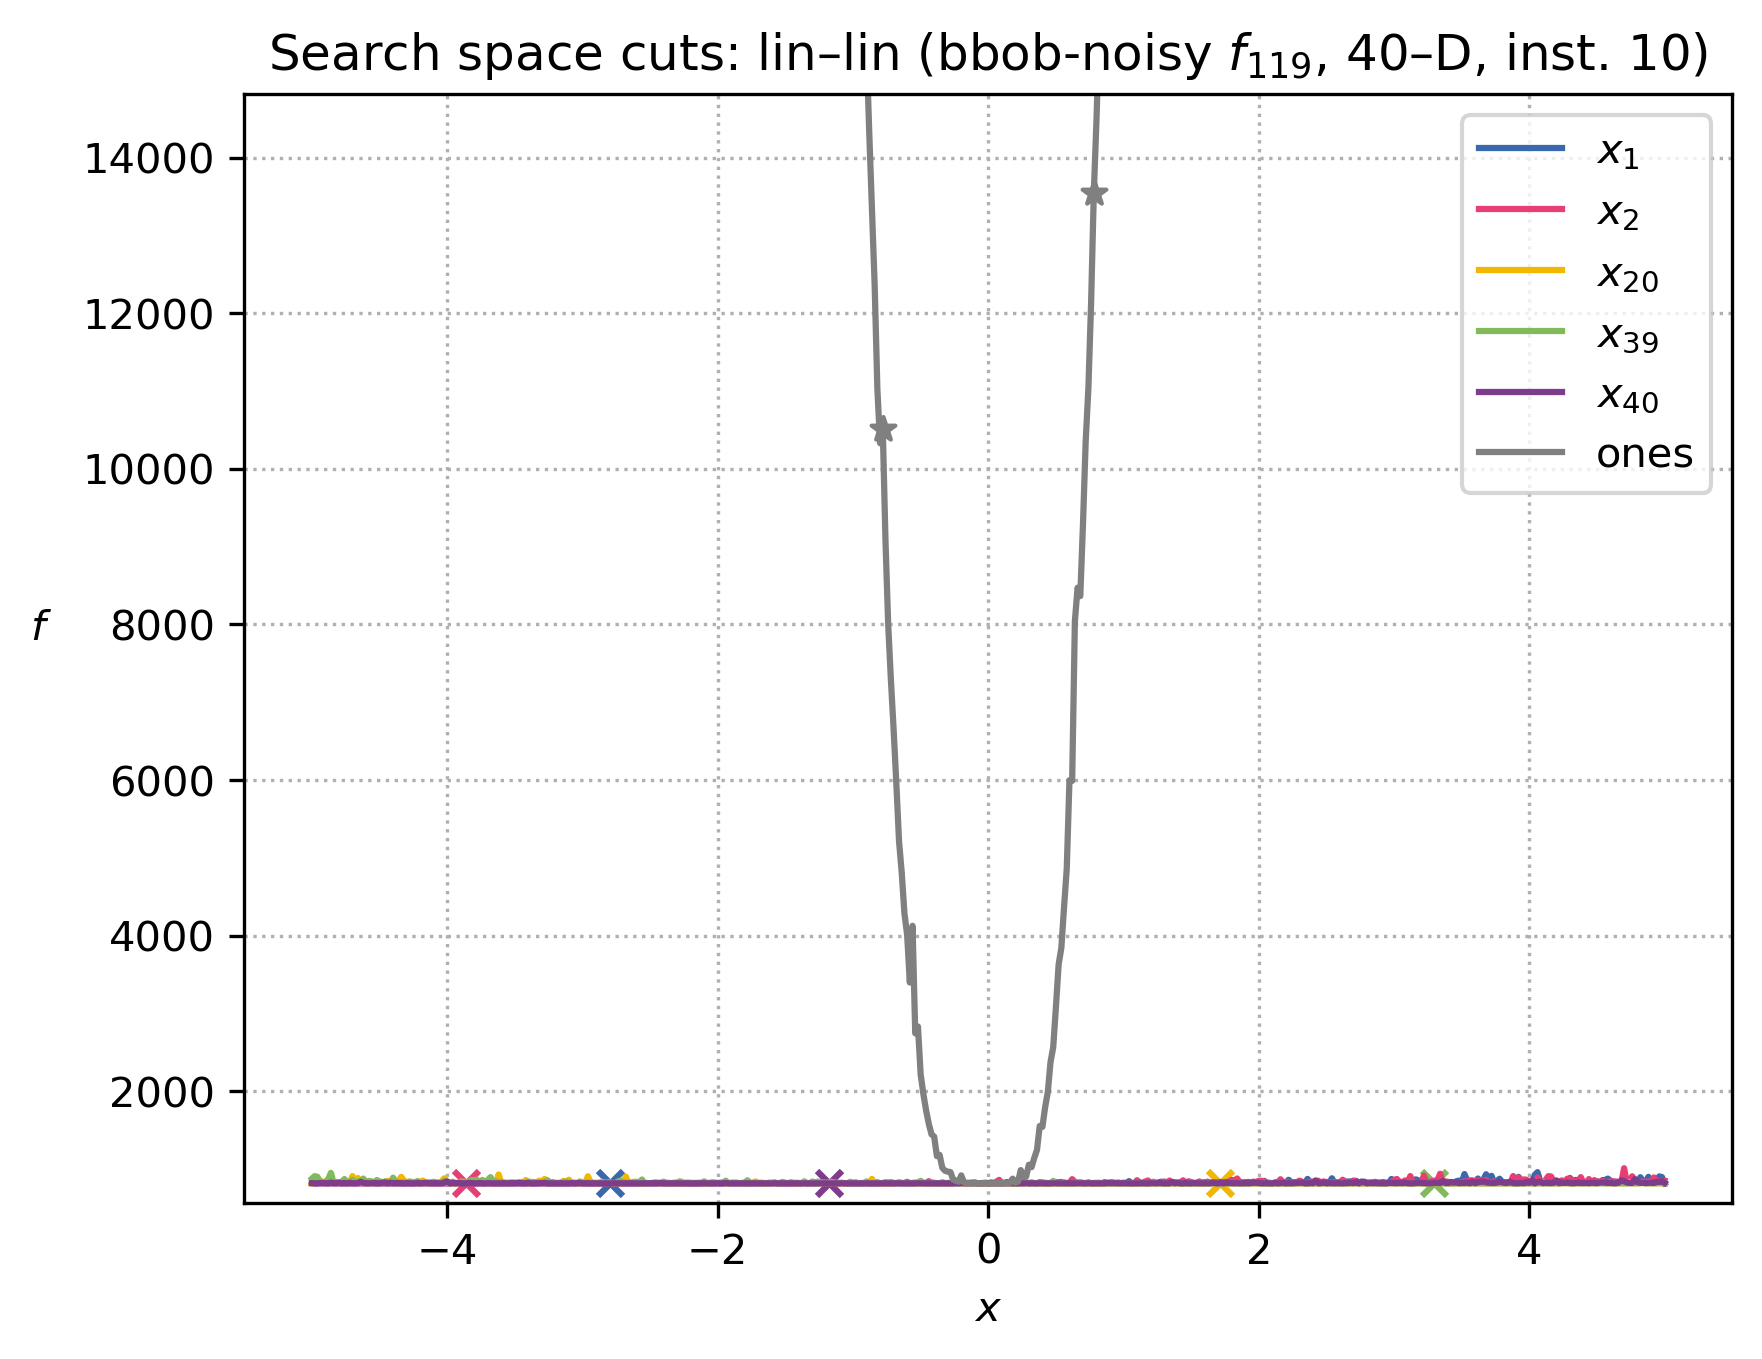 Search space cuts: lin–lin (bbob-noisy f₁₁₉, 40–D, inst. 10)
14000
12000
10000
8000
6000
4000
2000
f
−4
−2
0
2
4
x
x₁
x₂
x₂₀
x₃₉
x₄₀
ones